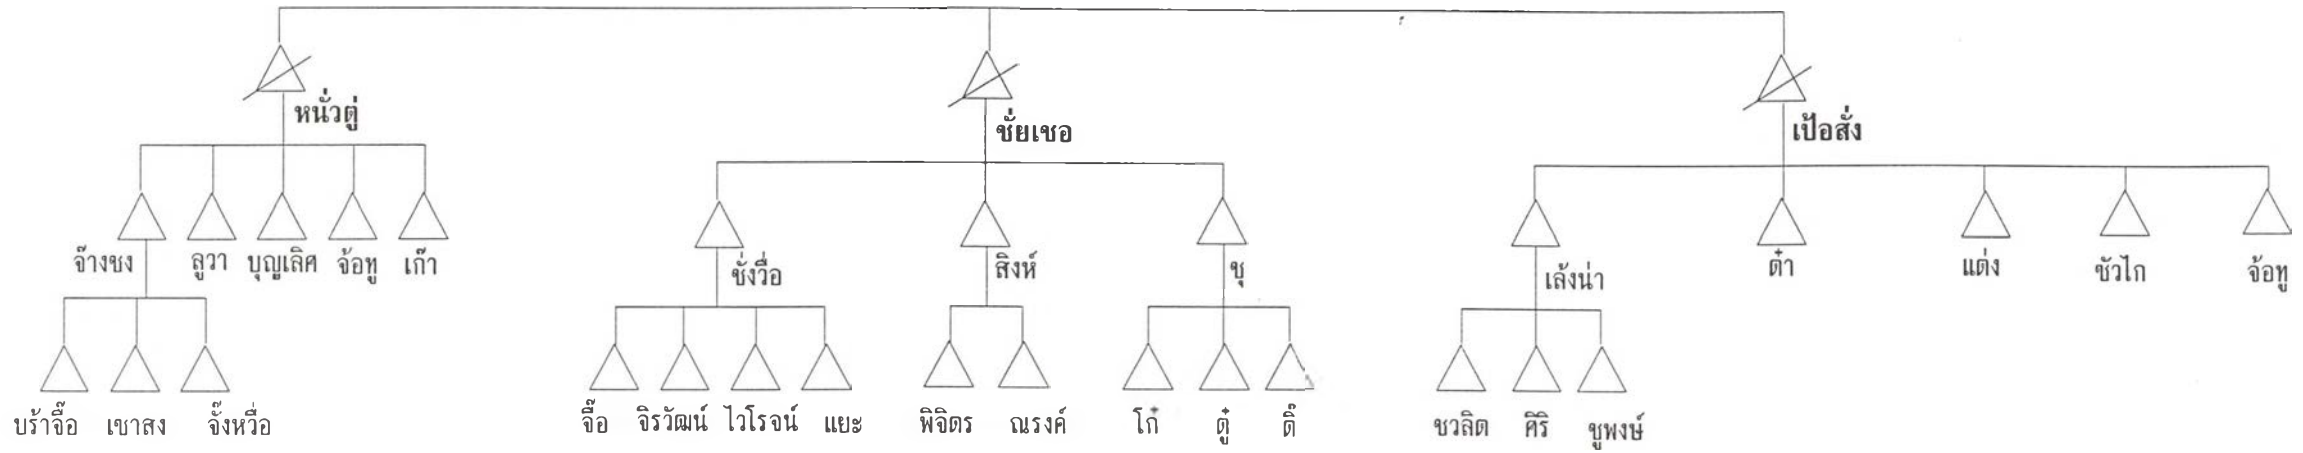 หนั่วตู่ ชั่ยเชอ เป้อสั่ง
จ๊างชง ลูวา บุญเลิศ จ้อทู เก๊า ชั่งวื่อ สิงห์ ชุ เล้งน่า ต๋ำ แต่ง ชัวไก จ้อทู
บร้าจื๊อ เชาสง จั๊งหวื่อ จื๊อ จิรวัฒน์ ไวโรจน์ แยะ พิจิตร ณรงค์ โก๋ ตู๋ ติ๊ ชวลิต ศิริ ชูพงษ์